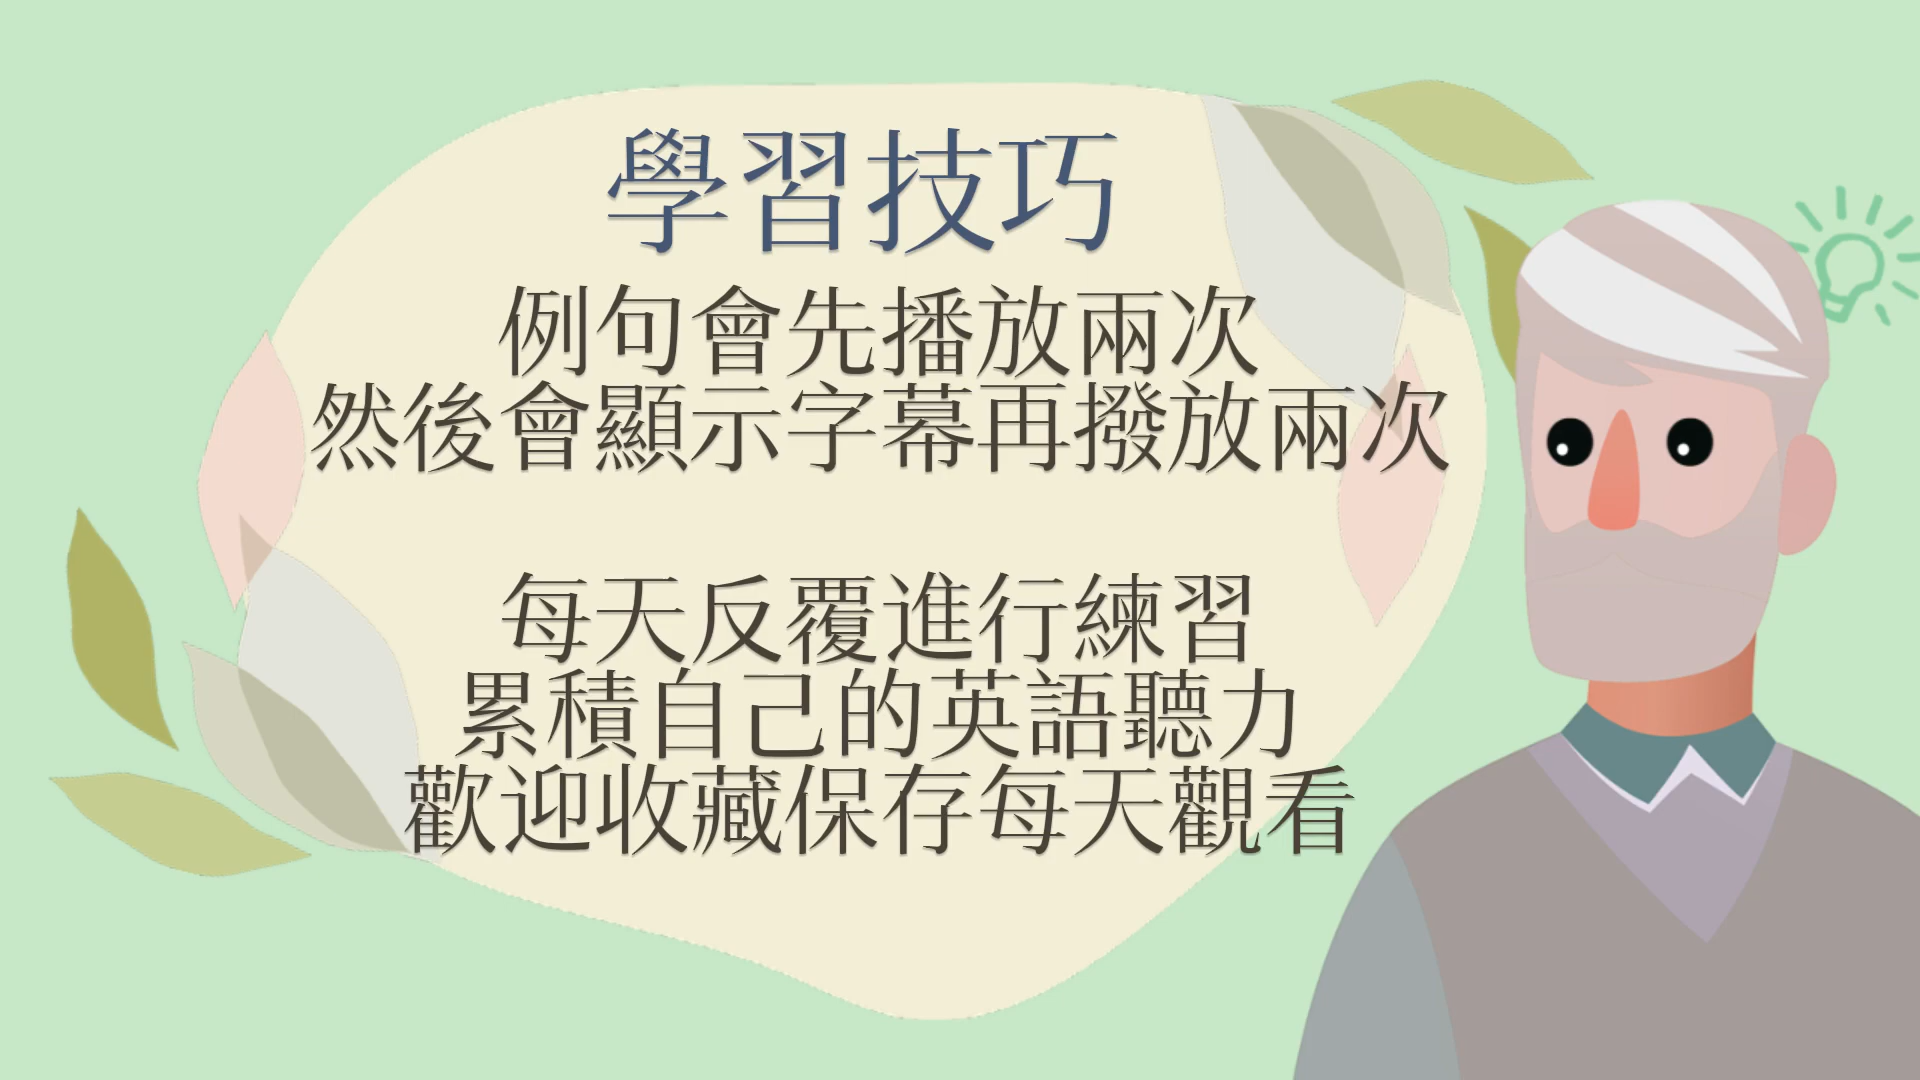 學習技巧
例句會先播放兩次
然後會顯示字幕再撥放兩次
每天反覆進行練習
累積自己的英語聽力
歡迎收藏保存每天觀看